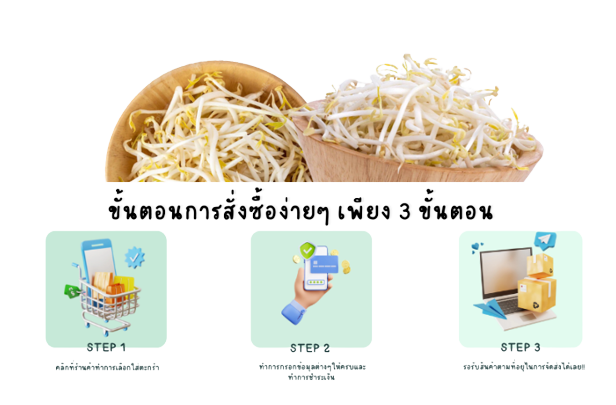 ขั้นตอนการสั่งซื้อง่ายๆ เพียง 3 ขั้นตอน
STEP 1
คลิกที่ร้านค้าทำการเลือกใส่ตะกร้า
STEP 2
ทำการกรอกข้อมูลต่างๆให้ครบและ
ทำการชำระเงิน
STEP 3
รอรับสินค้าตามที่อยู่ในการจัดส่งได้เลย!!